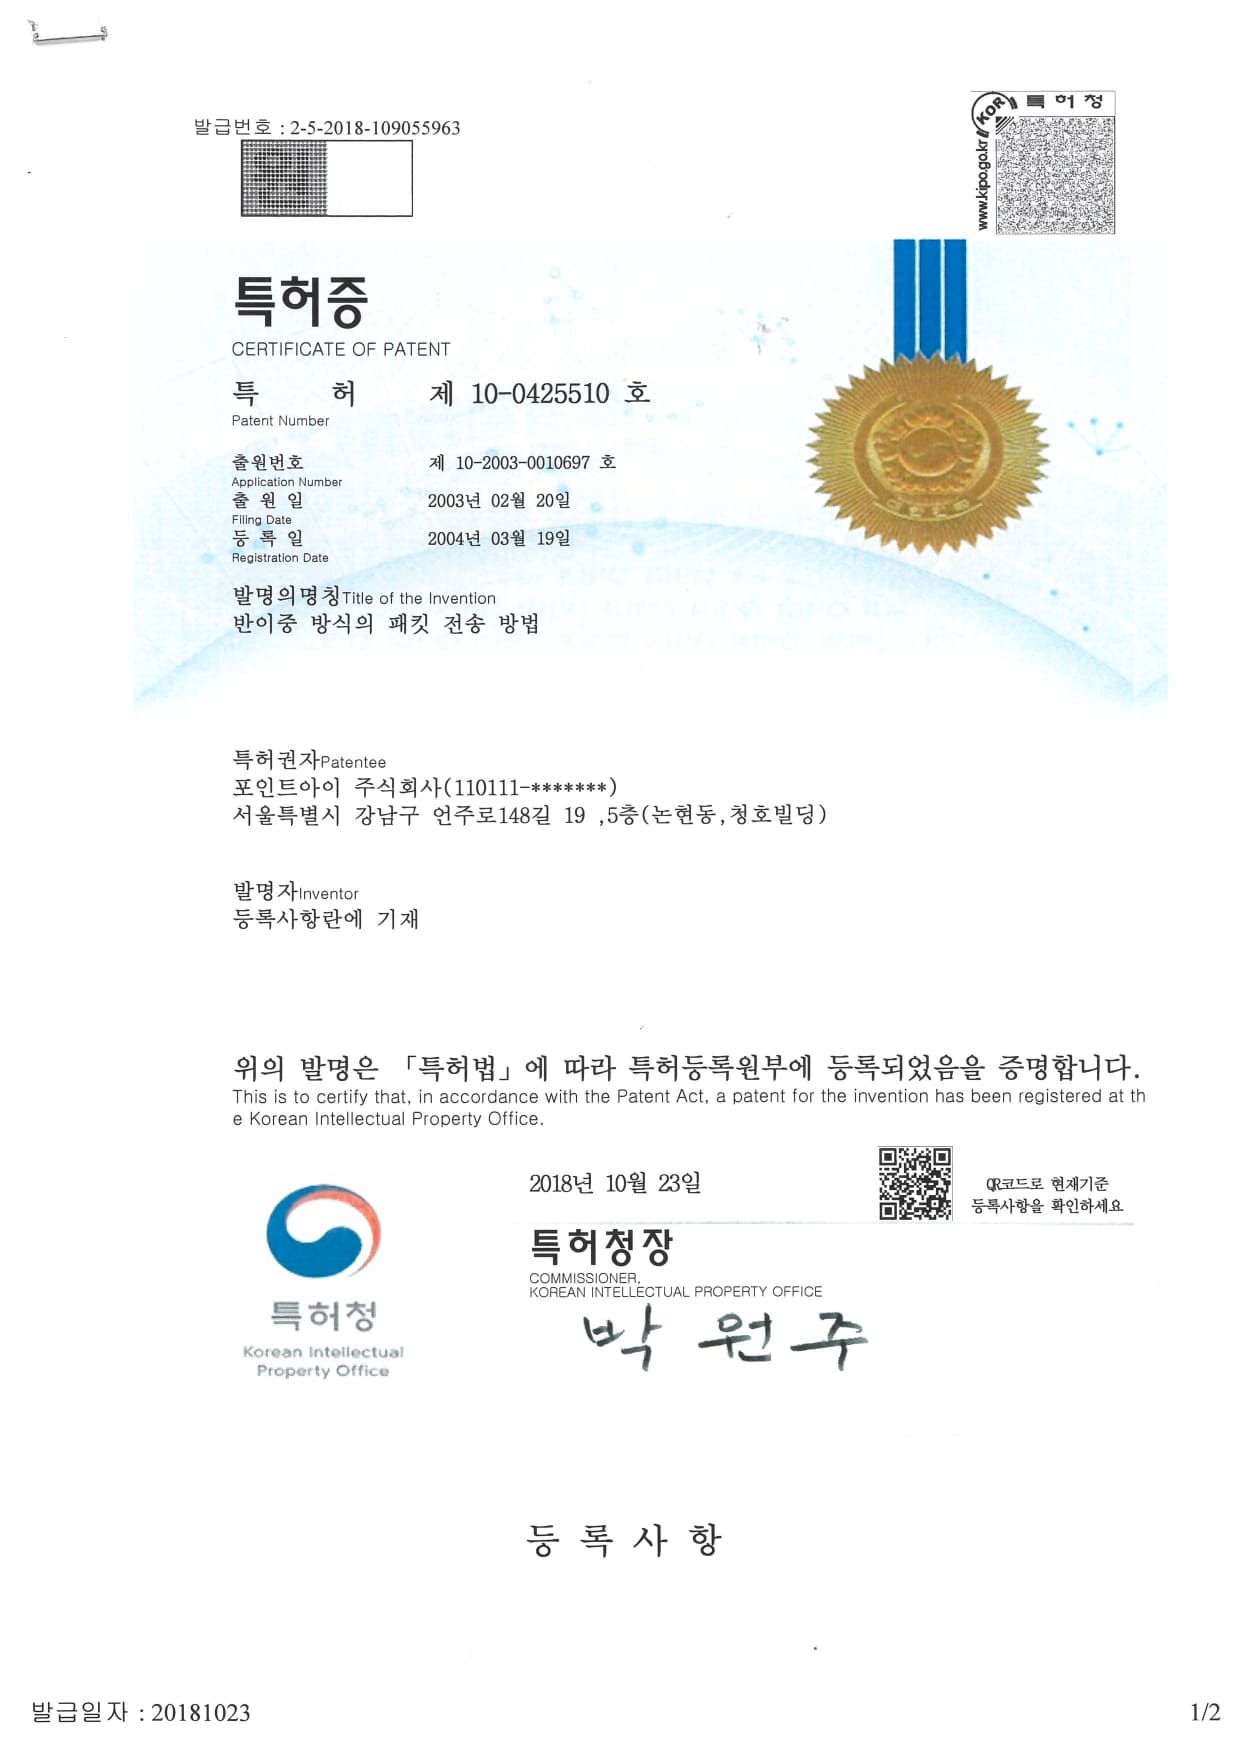 발급번호 : 2-5-2018-109055963
KOR 특허청
www.kipo.go.kr
특허증
CERTIFICATE OF PATENT
특 허 제 10-0425510 호
Patent Number
출원번호 제 10-2003-0010697 호
Application Number
출 원 일 2003년 02월 20일
Filing Date
등 록 일 2004년 03월 19일
Registration Date
발명의명칭Title of the Invention
반이중 방식의 패킷 전송 방법
특허권자Patentee
포인트아이 주식회사(110111-*******)
서울특별시 강남구 언주로148길 19 ,5층(논현동,청호빌딩)
발명자Inventor
등록사항란에 기재
위의 발명은 「특허법」에 따라 특허등록원부에 등록되었음을 증명합니다.
This is to certify that, in accordance with the Patent Act, a patent for the invention has been registered at th
e Korean Intellectual Property Office.
2018년 10월 23일
QR코드로 현재기준
등록사항을 확인하세요
특허청장
COMMISSIONER,
KOREAN INTELLECTUAL PROPERTY OFFICE
박원주
특허청
Korean Intellectual
Property Office
등 록 사 항
발급일자 : 20181023
1/2